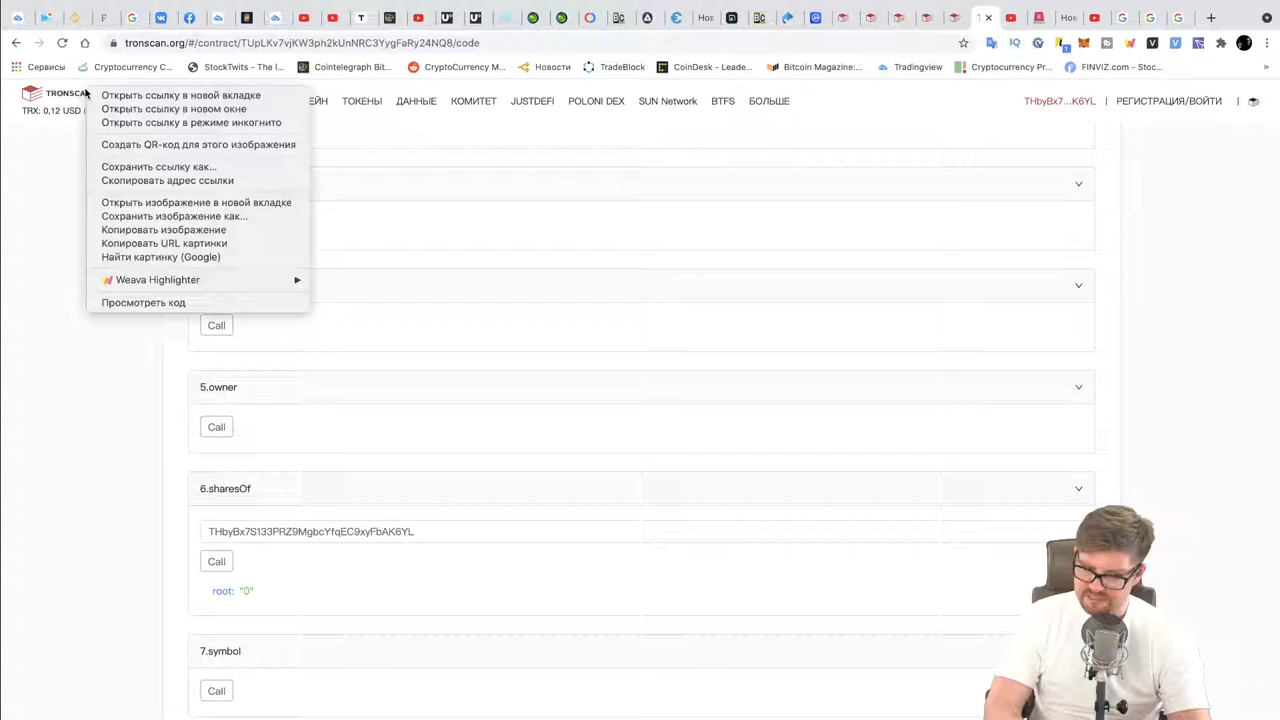 tronscan.org/#/contract/TUpLKv7vjKW3ph2kUnNRC3YygFaRy24NQ8/code
Сервисы
Cryptocurrency C...
StockTwits - The l...
Cointelegraph Bit...
CryptoCurrency M...
Новости
TradeBlock
CoinDesk - Leade...
Bitcoin Magazine:...
Tradingview
Cryptocurrency Pr...
FINVIZ.com - Stoc...
TRONSCA
ЕЙН
ТОКЕНЫ
ДАННЫЕ
КОМИТЕТ
JUSTDEFI
POLONI DEX
SUN Network
BTFS
БОЛЬШЕ
THbyBx7...K6YL
РЕГИСТРАЦИЯ/ВОЙТИ
TRX: 0,12 USD (
Открыть ссылку в новой вкладке
Открыть ссылку в новом окне
Открыть ссылку в режиме инкогнито
Создать QR-код для этого изображения
Сохранить ссылку как...
Скопировать адрес ссылки
Открыть изображение в новой вкладке
Сохранить изображение как...
Копировать изображение
Копировать URL картинки
Найти картинку (Google)
Weava Highlighter
Просмотреть код
Call
5.owner
Call
6.sharesOf
THbyBx7S133PRZ9MgbcYfqEC9xyFbAK6YL
Call
root: "0"
7.symbol
Call